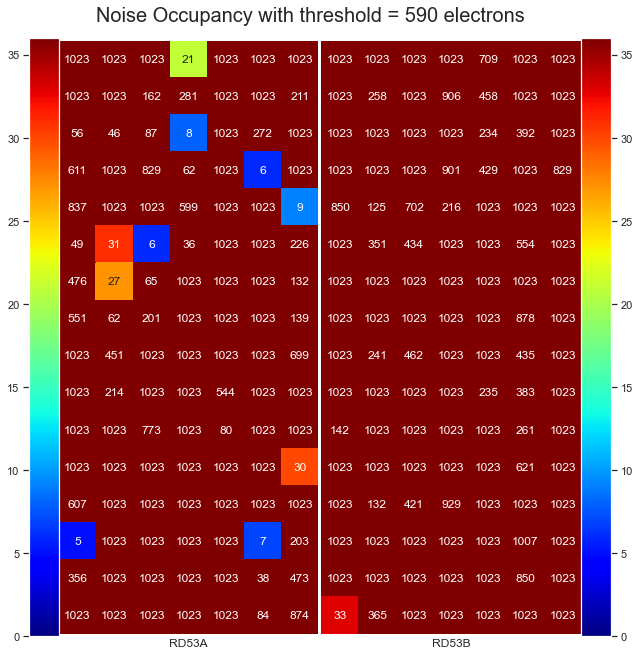 Noise Occupancy with threshold = 590 electrons
35 1023 1023 1023 21 1023 1023 1023 1023 1023 1023 1023 709 1023 1023 35
1023 1023 162 281 1023 1023 211 1023 258 1023 906 458 1023 1023
30 56 46 87 8 1023 272 1023 1023 1023 1023 1023 234 392 1023 30
611 1023 829 62 1023 6 1023 1023 1023 1023 901 429 1023 829
25 837 1023 1023 599 1023 1023 9 850 125 702 216 1023 1023 1023 25
49 31 6 36 1023 1023 226 1023 351 434 1023 1023 554 1023
20 476 27 65 1023 1023 1023 132 1023 1023 1023 1023 1023 1023 1023 20
551 62 201 1023 1023 1023 139 1023 1023 1023 1023 1023 878 1023
15 1023 451 1023 1023 1023 1023 699 1023 241 462 1023 1023 435 1023 15
1023 214 1023 1023 544 1023 1023 1023 1023 1023 1023 235 383 1023
1023 1023 773 1023 80 1023 1023 142 1023 1023 1023 1023 261 1023
10 1023 1023 1023 1023 1023 1023 30 1023 1023 1023 1023 1023 621 1023 10
607 1023 1023 1023 1023 1023 1023 1023 132 421 929 1023 1023 1023
5 5 1023 1023 1023 1023 7 203 1023 1023 1023 1023 1023 1007 1023 5
356 1023 1023 1023 1023 38 473 1023 1023 1023 1023 1023 850 1023
1023 1023 1023 1023 1023 84 874 33 365 1023 1023 1023 1023 1023
0 RD53A RD53B 0